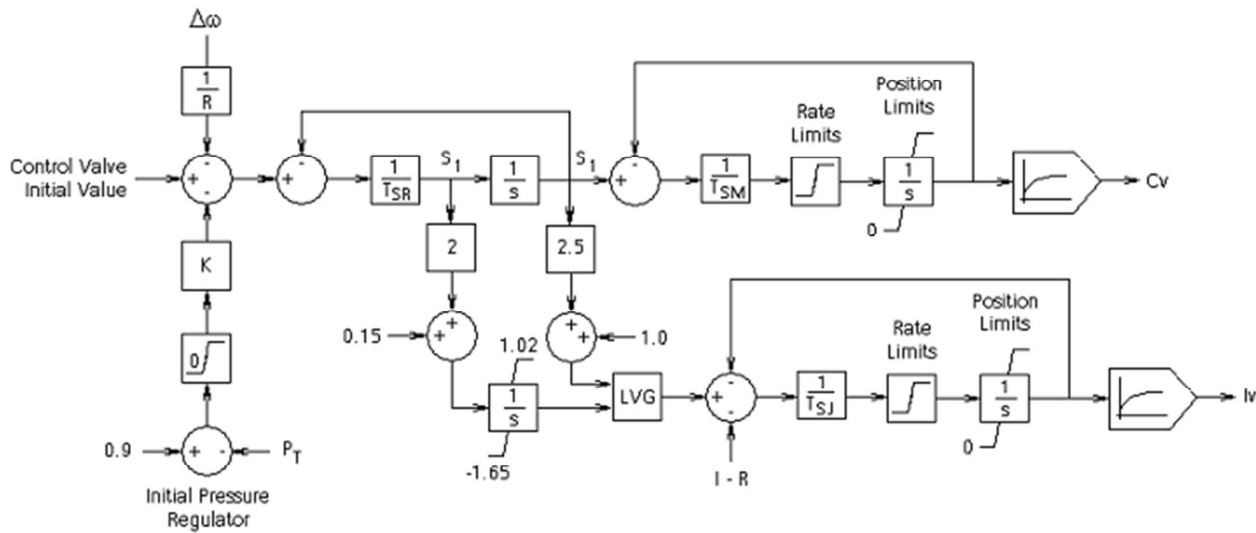 Δω
1
R
-
Control Valve
Initial Value
+
-
K
0
0.9
+
-
P_T
Initial Pressure
Regulator
+
-
1
T_SR
S_1
1
s
S_1
2
2.5
0.15
+
+
+
+
1.0
1.02
1
s
-1.65
LVG
+
-
1
T_SM
Rate
Limits
Position
Limits
1
s
0
Cv
+
-
-
I - R
1
T_SJ
Rate
Limits
Position
Limits
1
s
0
Iv